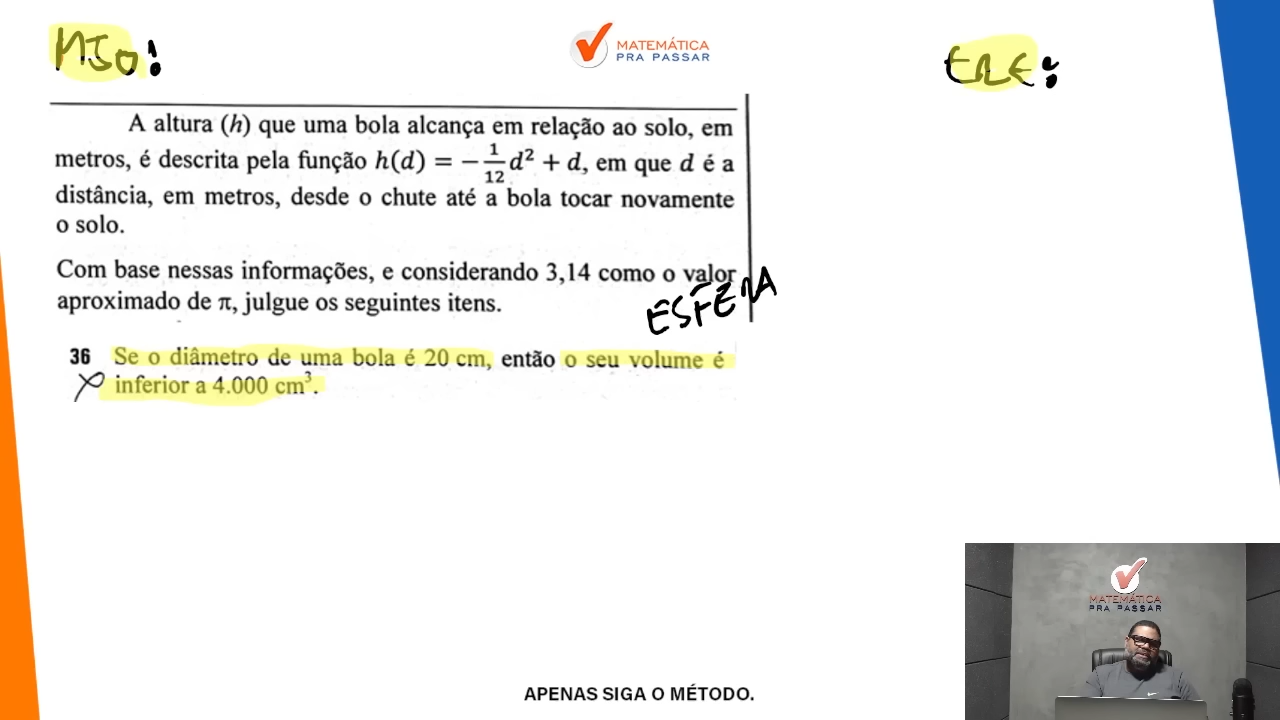 MJO:
MATEMÁTICA
PRA PASSAR
A altura (h) que uma bola alcança em relação ao solo, em
metros, é descrita pela função h(d) = −1/12 d² + d, em que d é a
distância, em metros, desde o chute até a bola tocar novamente
o solo.
Com base nessas informações, e considerando 3,14 como o valor
aproximado de π, julgue os seguintes itens.
ESFERA
36 Se o diâmetro de uma bola é 20 cm, então o seu volume é
inferior a 4.000 cm³.
MATEMÁTICA
PRA PASSAR
APENAS SIGA O MÉTODO.